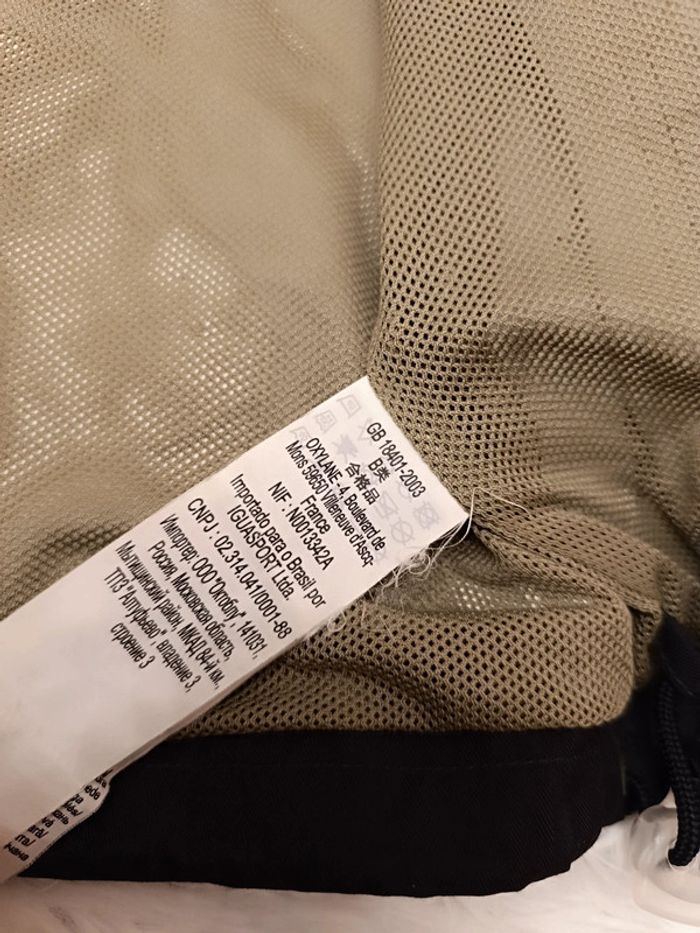 GB 18401-2003
B类
合格品
OXYLANE - 4, Boulevard de
Mons 59650 Villeneuve d'Ascq-
France
NIF : N0013342A
Importado para o Brasil por
IGUASPORT Ltda
CNPJ : 02.314.041/0001-88
Импортер: ООО "Октоблу", 141031,
Россия, Московская область,
Мытищинский район, МКАД 84-й км.,
ТПЗ "Алтуфьево", владение 3,
строение 3